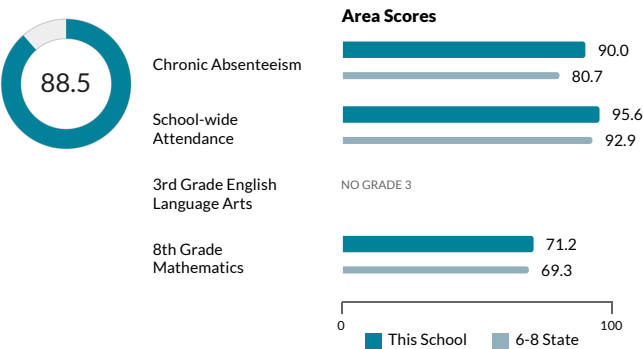 Area Scores
88.5
Chronic Absenteeism
90.0
80.7
School-wide
Attendance
95.6
92.9
3rd Grade English
Language Arts
NO GRADE 3
8th Grade
Mathematics
71.2
69.3
0
100
This School
6-8 State